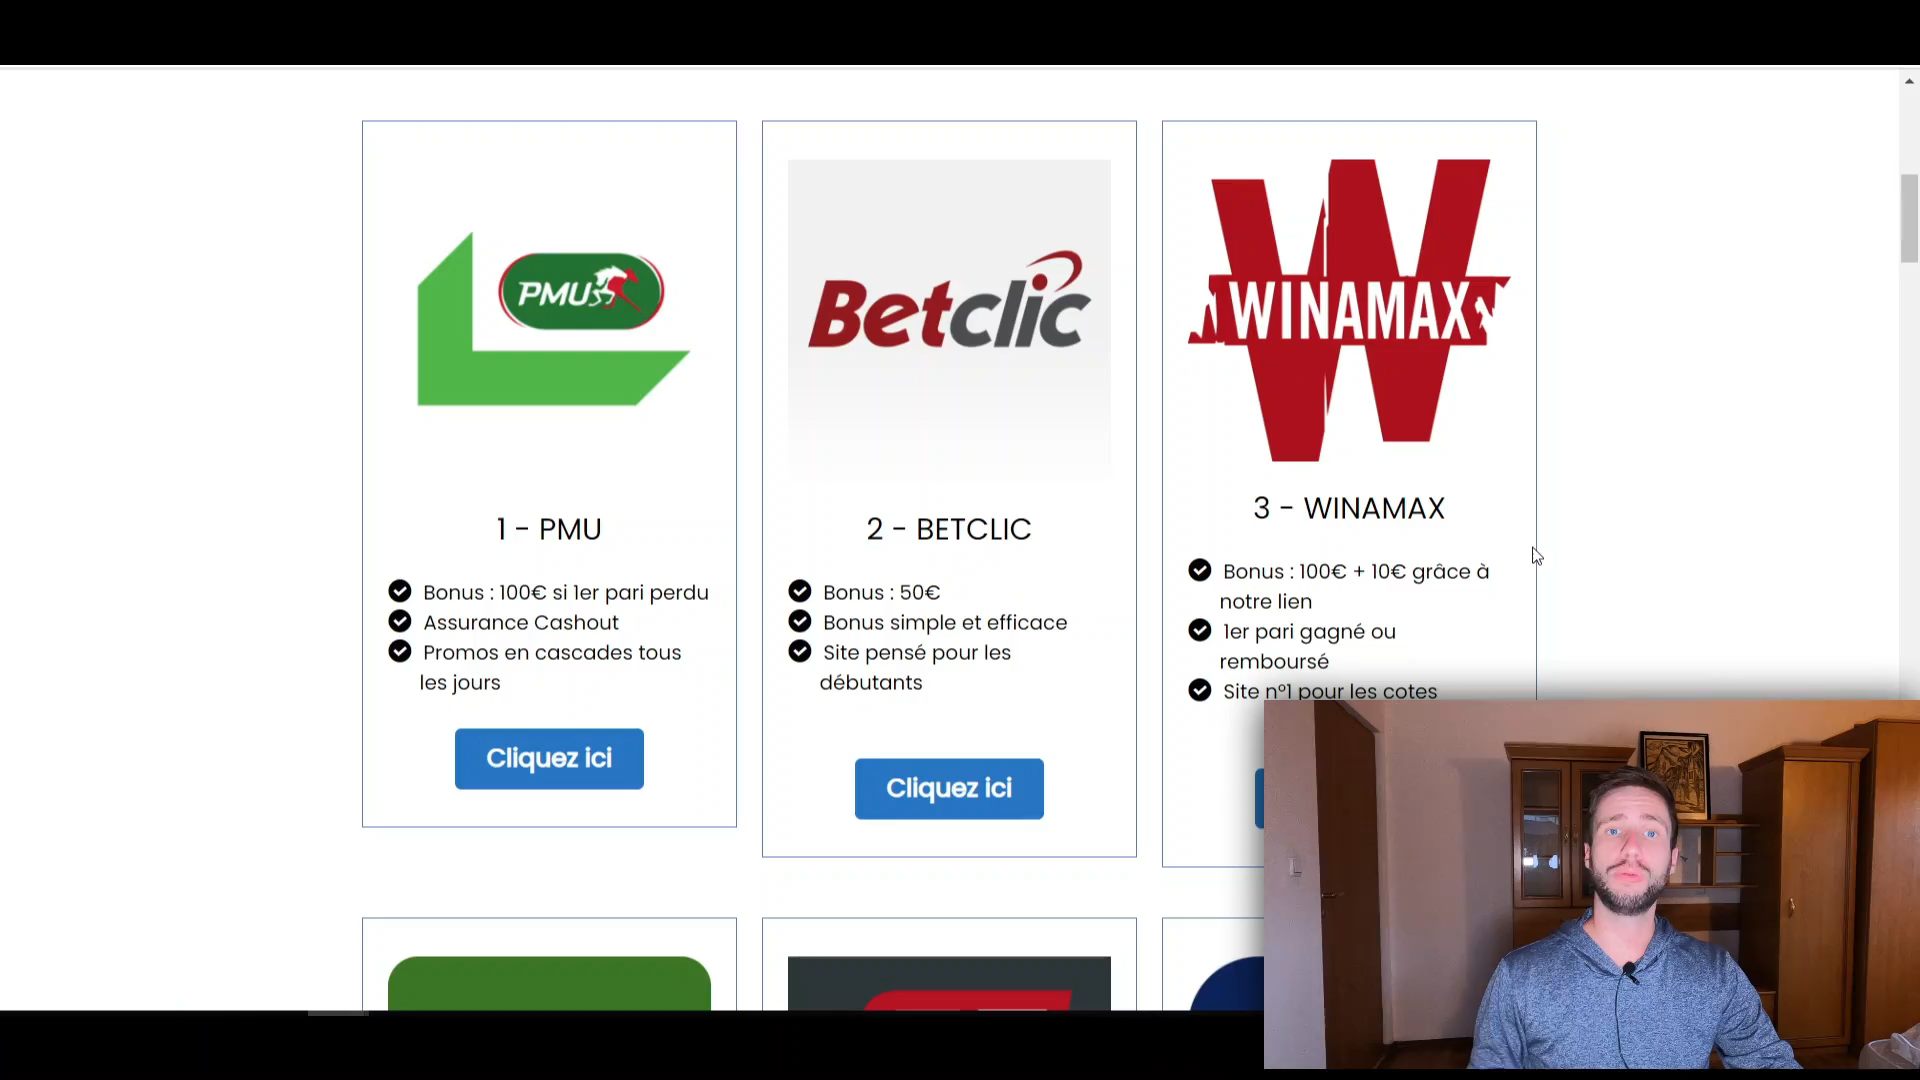 PMU
Betclic
WINAMAX
1 - PMU
Bonus : 100€ si 1er pari perdu
Assurance Cashout
Promos en cascades tous
les jours
Cliquez ici
2 - BETCLIC
Bonus : 50€
Bonus simple et efficace
Site pensé pour les
débutants
Cliquez ici
3 - WINAMAX
Bonus : 100€ + 10€ grâce à
notre lien
1er pari gagné ou
remboursé
Site n°1 pour les cotes